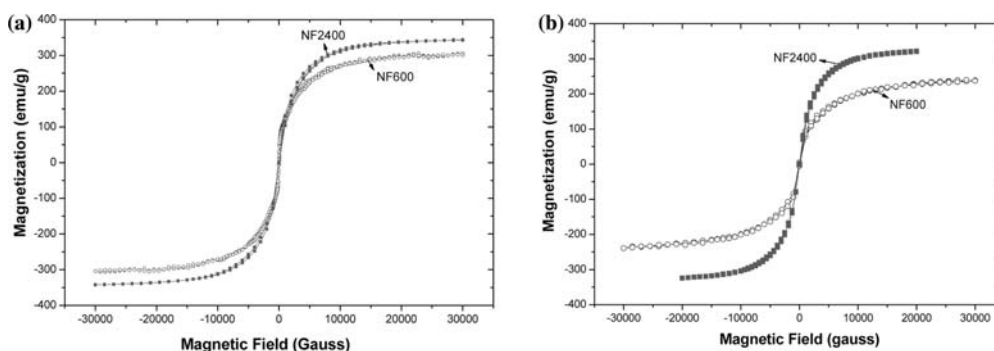 (a)
Magnetization (emu/g)
400
300
200
100
0
-100
-200
-300
-400
NF2400
NF600
-30000 -20000 -10000 0 10000 20000 30000
Magnetic Field (Gauss)
(b)
Magnetization (emu/g)
400
300
200
100
0
-100
-200
-300
-400
NF2400
NF600
-30000 -20000 -10000 0 10000 20000 30000
Magnetic Field (gauss)